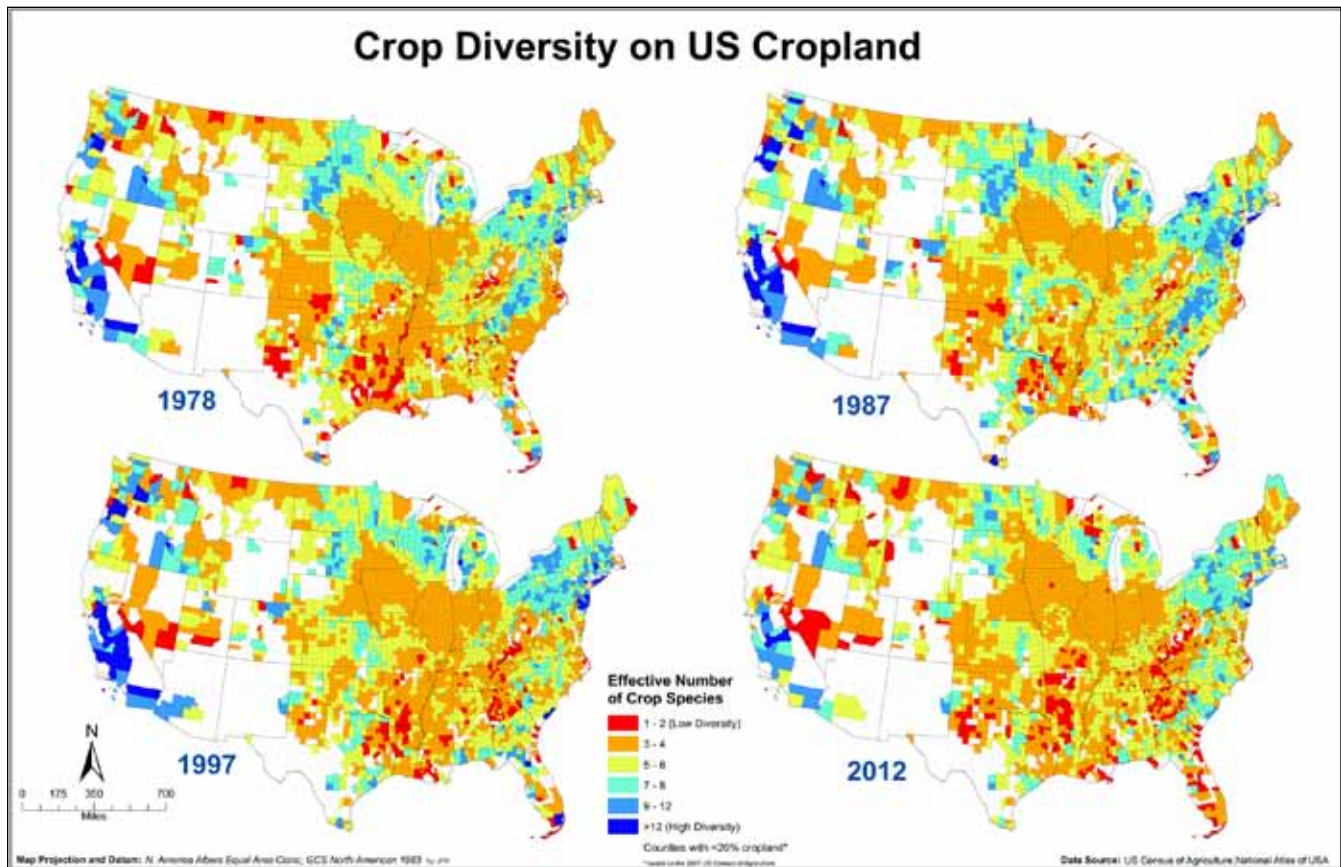 Crop Diversity on US Cropland
1978
1987
1997
2012
N
0 350 700
Miles
Effective Number
of Crop Species
1 - 2 (Low Diversity)
3 - 4
5 - 6
7 - 8
9 - 12
>12 (High Diversity)
Counties with <20% cropland*
Map Projection and Datum: N. America Albers Equal Area Conic; GCS North American 1983
Data Source: US Census of Agriculture;National Atlas of USA